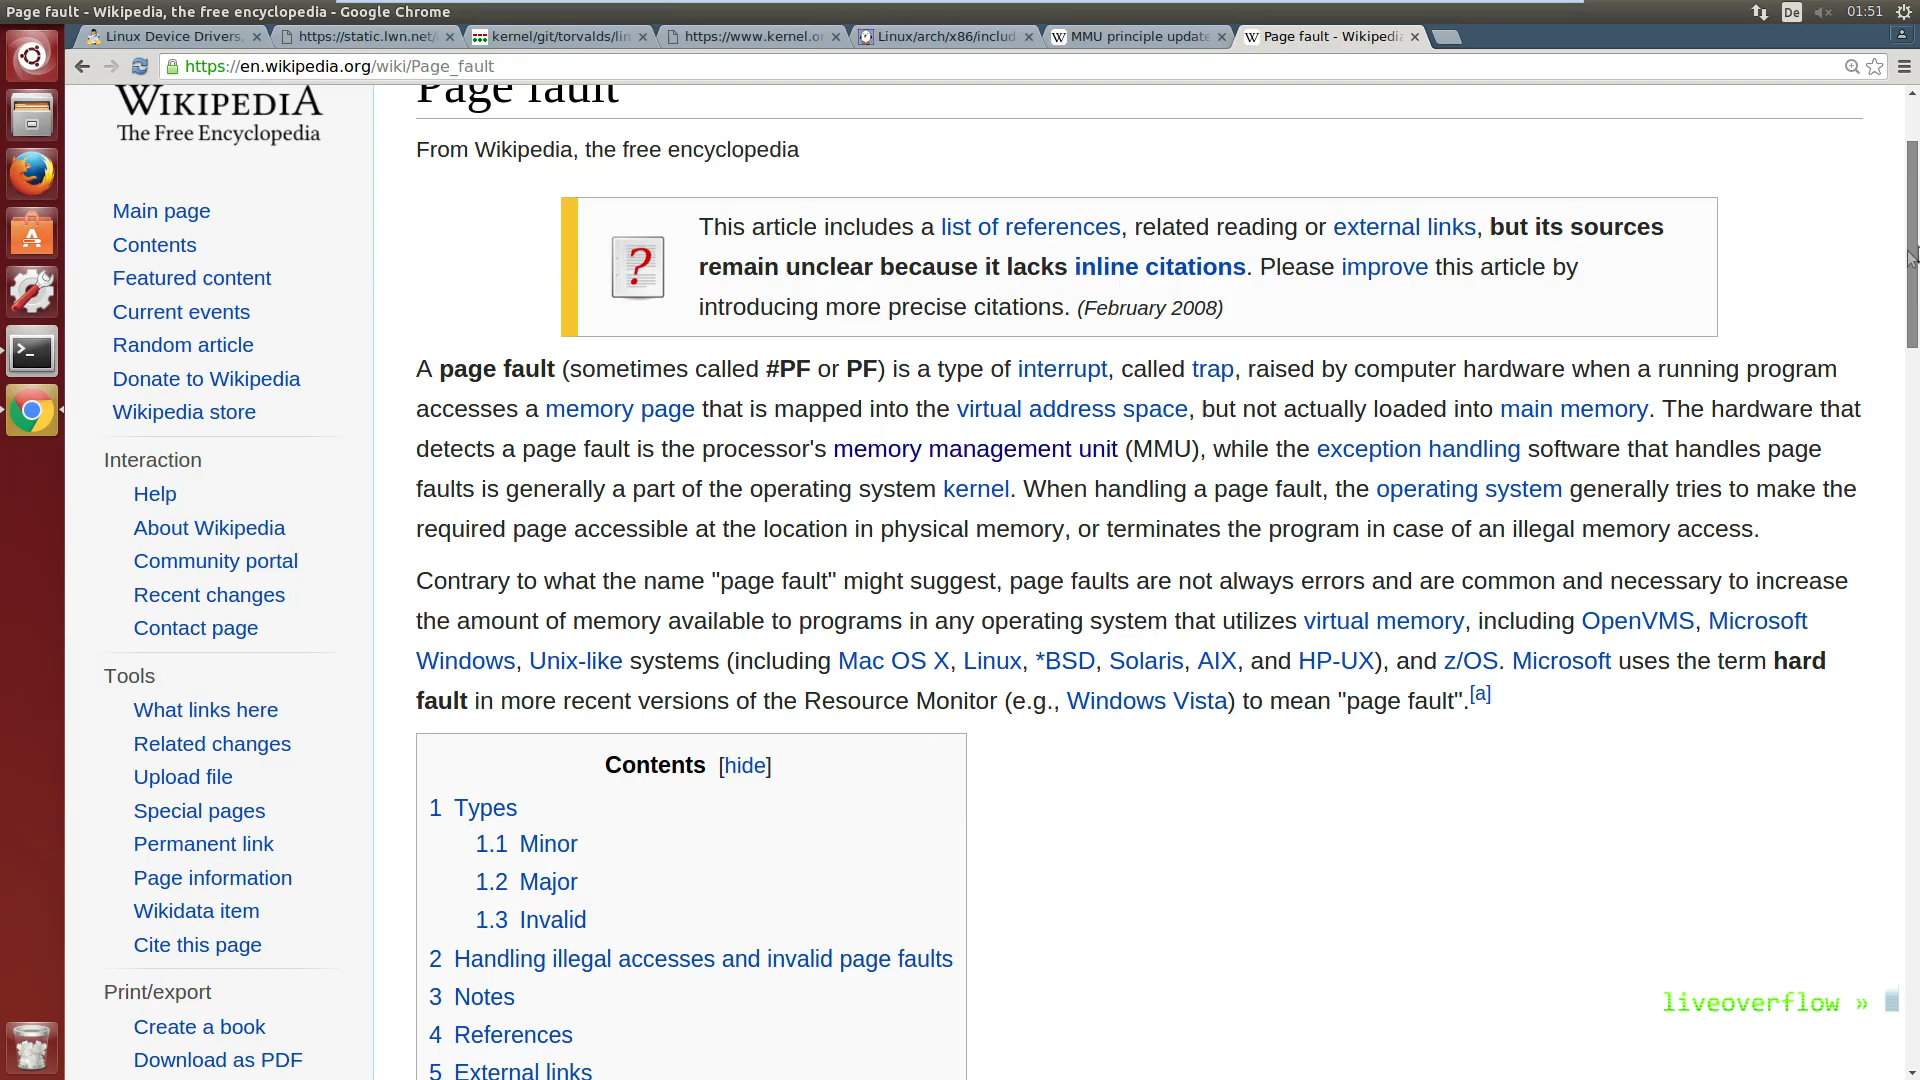 Page fault - Wikipedia, the free encyclopedia - Google Chrome
De
01:51
Linux Device Drivers,
https://static.lwn.net/
kernel/git/torvalds/lin
https://www.kernel.or
Linux/arch/x86/includ
MMU principle update
Page fault - Wikipedia
https://en.wikipedia.org/wiki/Page_fault
WIKIPEDIA
The Free Encyclopedia
Main page
Contents
Featured content
Current events
Random article
Donate to Wikipedia
Wikipedia store
Interaction
Help
About Wikipedia
Community portal
Recent changes
Contact page
Tools
What links here
Related changes
Upload file
Special pages
Permanent link
Page information
Wikidata item
Cite this page
Print/export
Create a book
Download as PDF
Page fault
From Wikipedia, the free encyclopedia
This article includes a list of references, related reading or external links, but its sources
remain unclear because it lacks inline citations. Please improve this article by
introducing more precise citations. (February 2008)
A page fault (sometimes called #PF or PF) is a type of interrupt, called trap, raised by computer hardware when a running program
accesses a memory page that is mapped into the virtual address space, but not actually loaded into main memory. The hardware that
detects a page fault is the processor's memory management unit (MMU), while the exception handling software that handles page
faults is generally a part of the operating system kernel. When handling a page fault, the operating system generally tries to make the
required page accessible at the location in physical memory, or terminates the program in case of an illegal memory access.
Contrary to what the name "page fault" might suggest, page faults are not always errors and are common and necessary to increase
the amount of memory available to programs in any operating system that utilizes virtual memory, including OpenVMS, Microsoft
Windows, Unix-like systems (including Mac OS X, Linux, *BSD, Solaris, AIX, and HP-UX), and z/OS. Microsoft uses the term hard
fault in more recent versions of the Resource Monitor (e.g., Windows Vista) to mean "page fault".[a]
Contents [hide]
1 Types
1.1 Minor
1.2 Major
1.3 Invalid
2 Handling illegal accesses and invalid page faults
3 Notes
4 References
5 External links
liveoverflow »